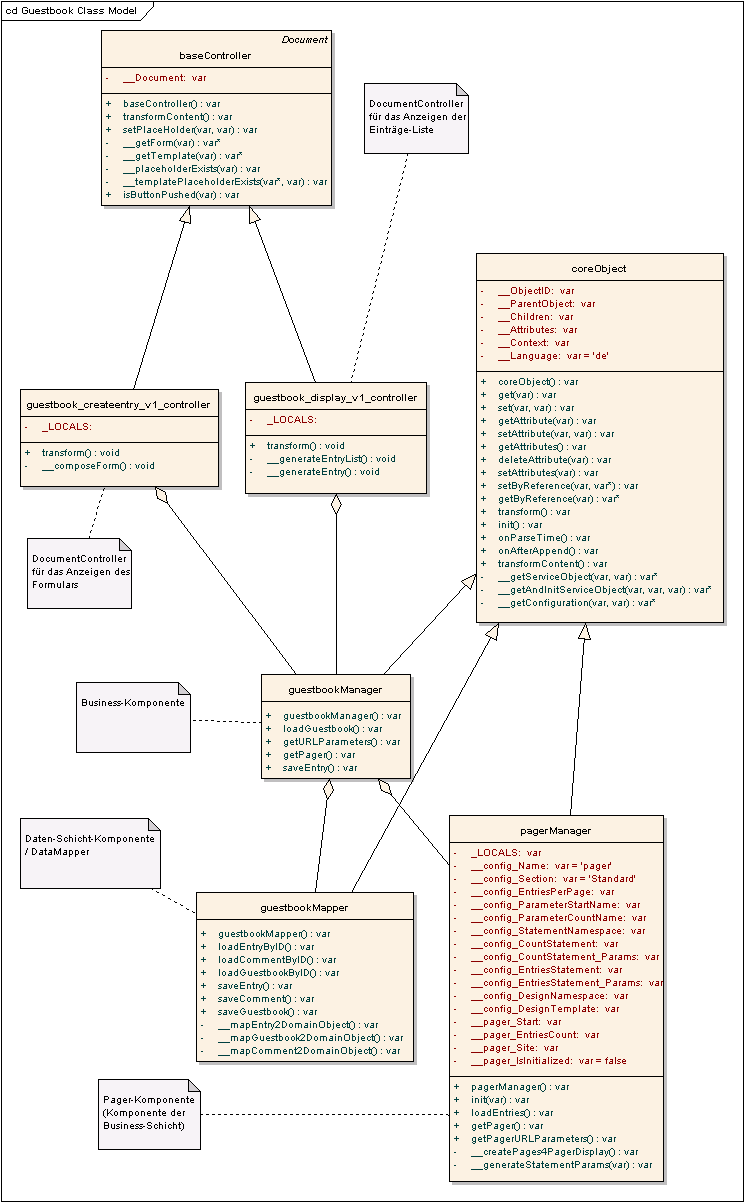 cd Guestbook Class Model
Document
baseController
- __Document: var
+ baseController() : var
+ transformContent() : var
+ setPlaceHolder(var, var) : var
- __getForm(var) : var*
- __getTemplate(var) : var*
- __placeholderExists(var) : var
- __templatePlaceholderExists(var*, var) : var
+ isButtonPushed(var) : var
DocumentController
für das Anzeigen der
Einträge-Liste
coreObject
- __ObjectID: var
- __ParentObject: var
- __Children: var
- __Attributes: var
- __Context: var
- __Language: var = 'de'
+ coreObject() : var
+ get(var) : var
+ set(var, var) : var
+ getAttribute(var) : var
+ setAttribute(var, var) : var
+ getAttributes() : var
+ deleteAttribute(var) : var
+ setAttributes(var) : var
+ setByReference(var, var*) : var
+ getByReference(var) : var*
+ transform() : var
+ init() : var
+ onParseTime() : var
+ onAfterAppend() : var
+ transformContent() : var
- __getServiceObject(var, var) : var*
- __getAndInitServiceObject(var, var, var) : var*
- __getConfiguration(var, var) : var*
guestbook_createentry_v1_controller
- _LOCALS:
+ transform() : void
- __composeForm() : void
guestbook_display_v1_controller
- _LOCALS:
+ transform() : void
- __generateEntryList() : void
- __generateEntry() : void
DocumentController
für das Anzeigen des
Formulars
Business-Komponente
guestbookManager
+ guestbookManager() : var
+ loadGuestbook() : var
+ getURLParameters() : var
+ getPager() : var
+ saveEntry() : var
Daten-Schicht-Komponente
/ DataMapper
guestbookMapper
+ guestbookMapper() : var
+ loadEntryByID() : var
+ loadCommentByID() : var
+ loadGuestbookByID() : var
+ saveEntry() : var
+ saveComment() : var
+ saveGuestbook() : var
- __mapEntry2DomainObject() : var
- __mapGuestbook2DomainObject() : var
- __mapComment2DomainObject() : var
pagerManager
- _LOCALS: var
- __config_Name: var = 'pager'
- __config_Section: var = 'Standard'
- __config_EntriesPerPage: var
- __config_ParameterStartName: var
- __config_ParameterCountName: var
- __config_StatementNamespace: var
- __config_CountStatement: var
- __config_CountStatement_Params: var
- __config_EntriesStatement: var
- __config_EntriesStatement_Params: var
- __config_DesignNamespace: var
- __config_DesignTemplate: var
- __pager_Start: var
- __pager_EntriesCount: var
- __pager_Site: var
- __pager_IsInitialized: var = false
+ pagerManager() : var
+ init(var) : var
+ loadEntries() : var
+ getPager() : var
+ getPagerURLParameters() : var
- __createPages4PagerDisplay() : var
- __generateStatementParams(var) : var
Pager-Komponente
(Komponente der
Business-Schicht)